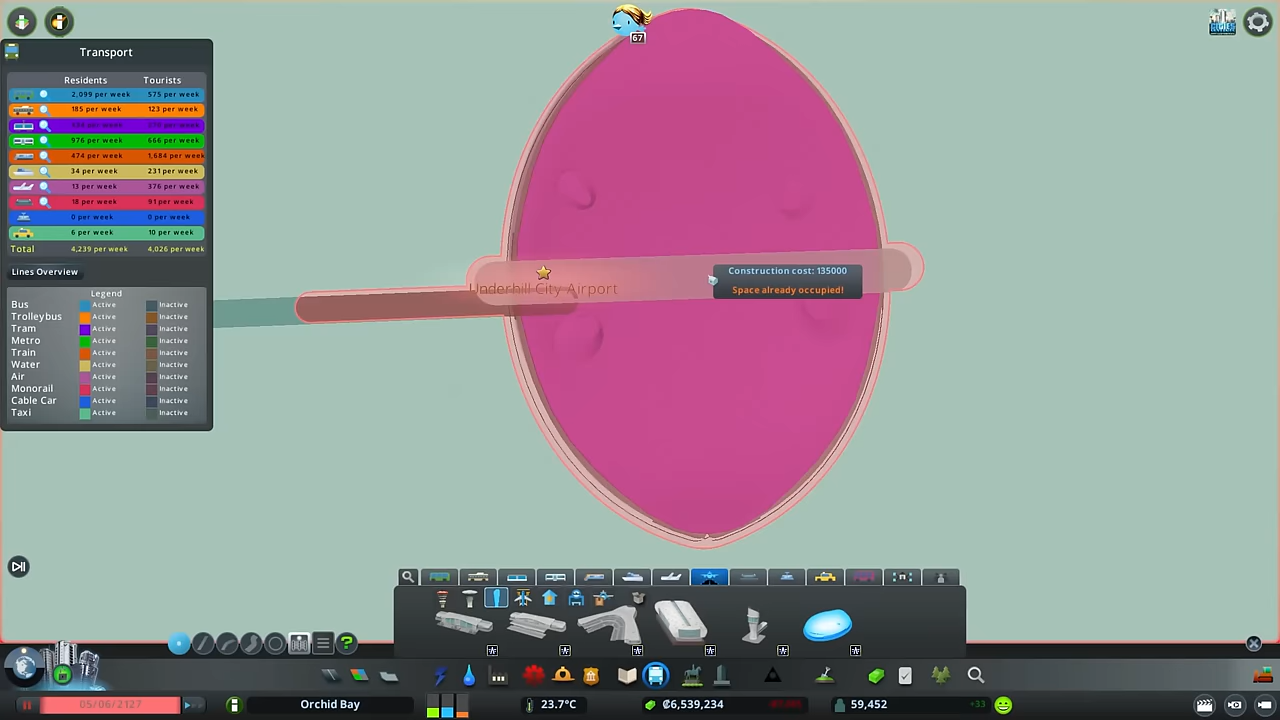 67
Transport
Residents Tourists
2,099 per week 575 per week
185 per week 123 per week
976 per week 666 per week
474 per week 1,684 per week
34 per week 231 per week
13 per week 376 per week
18 per week 91 per week
0 per week 0 per week
6 per week 10 per week
Total 4,239 per week 4,026 per week
Lines Overview
Legend
Bus Active Inactive
Trolleybus Active Inactive
Tram Active Inactive
Metro Active Inactive
Train Active Inactive
Water Active Inactive
Air Active Inactive
Monorail Active Inactive
Cable Car Active Inactive
Taxi Active Inactive
Underhill City Airport
Construction cost: 135000
Space already occupied!
?
05/06/2127
Orchid Bay
23.7°C
₡6,539,234
59,452
+33